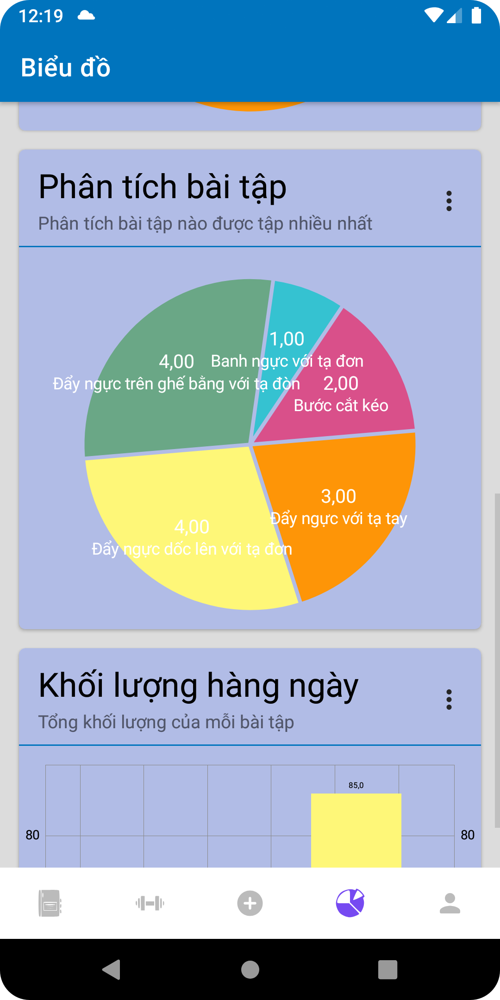 12:19
Biểu đồ
Phân tích bài tập
Phân tích bài tập nào được tập nhiều nhất
1,00
Banh ngực với tạ đơn
4,00
Đẩy ngực trên ghế bằng với tạ đòn
2,00
Bước cắt kéo
3,00
Đẩy ngực với tạ tay
4,00
Đẩy ngực dốc lên với tạ đơn
Khối lượng hàng ngày
Tổng khối lượng của mỗi bài tập
85,0
80 80